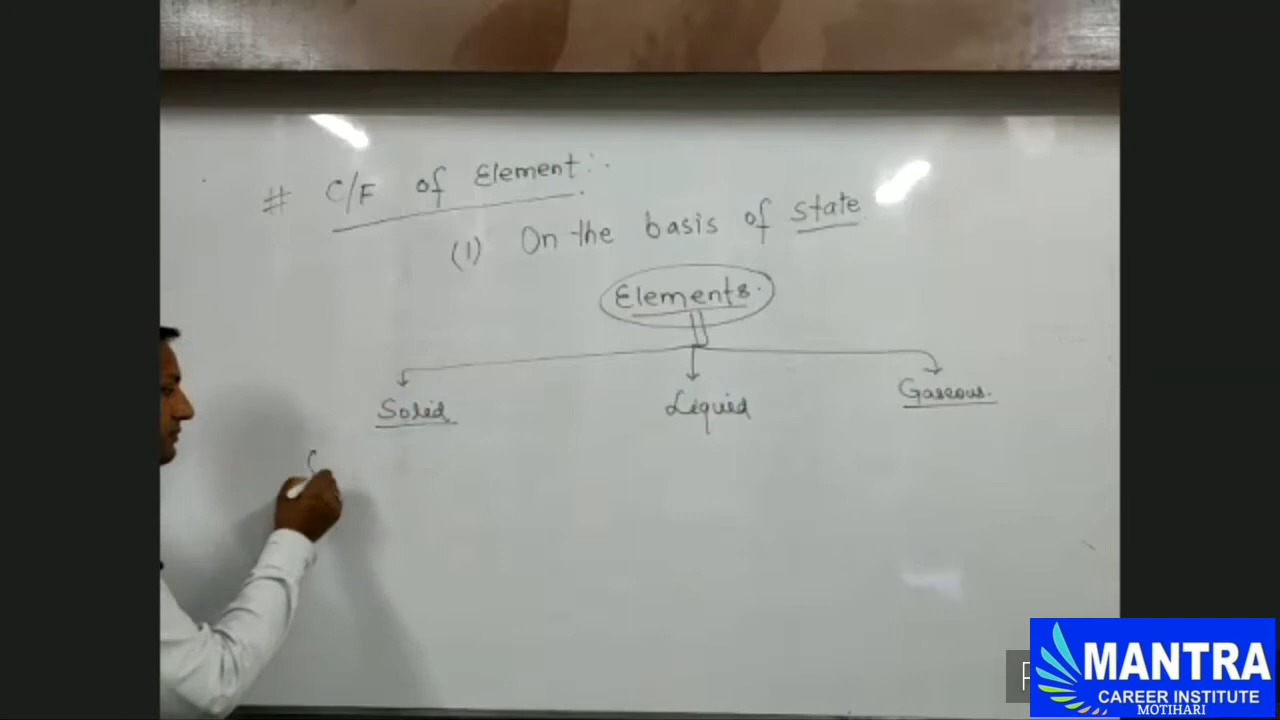 # C/F of Element:-
(1) On the basis of state
Elements.
Solid Liquid Gaseous.
(
MANTRA
CAREER INSTITUTE
MOTIHARI